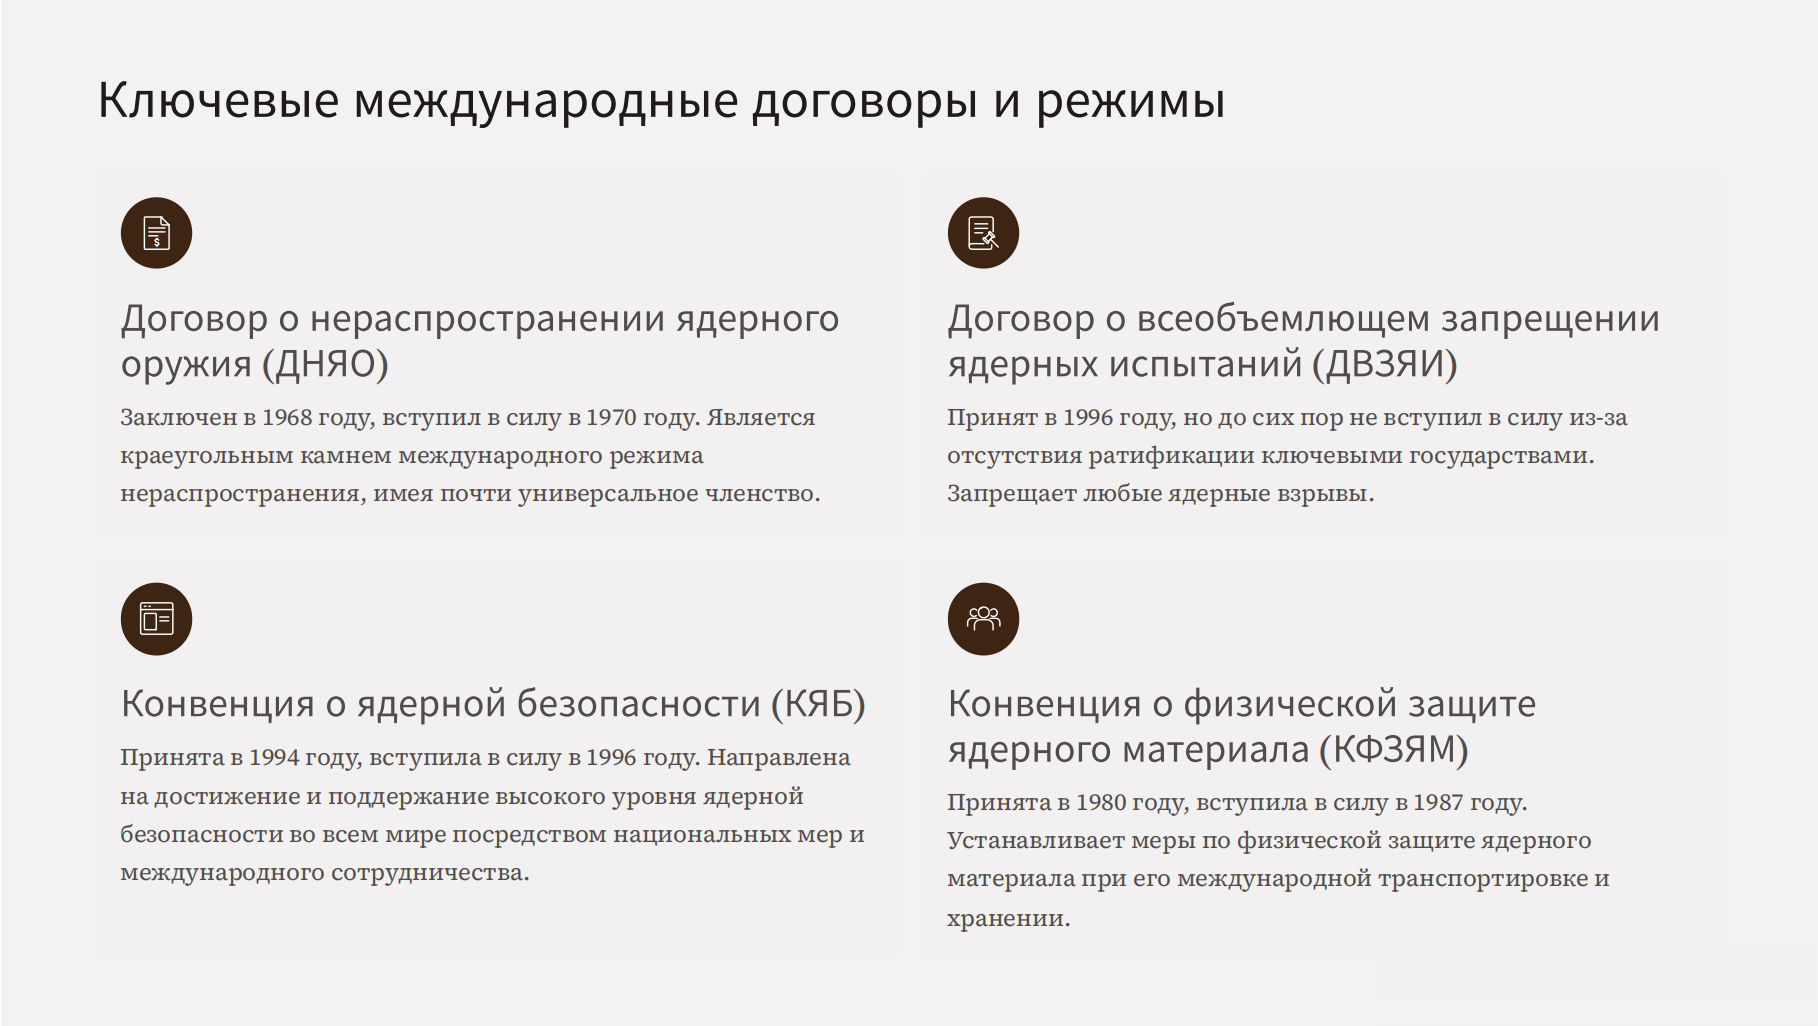 Ключевые международные договоры и режимы
Договор о нераспространении ядерного
оружия (ДНЯО)
Заключен в 1968 году, вступил в силу в 1970 году. Является
краеугольным камнем международного режима
нераспространения, имея почти универсальное членство.
Договор о всеобъемлющем запрещении
ядерных испытаний (ДВЗЯИ)
Принят в 1996 году, но до сих пор не вступил в силу из-за
отсутствия ратификации ключевыми государствами.
Запрещает любые ядерные взрывы.
Конвенция о ядерной безопасности (КЯБ)
Принята в 1994 году, вступила в силу в 1996 году. Направлена
на достижение и поддержание высокого уровня ядерной
безопасности во всем мире посредством национальных мер и
международного сотрудничества.
Конвенция о физической защите
ядерного материала (КФЗЯМ)
Принята в 1980 году, вступила в силу в 1987 году.
Устанавливает меры по физической защите ядерного
материала при его международной транспортировке и
хранении.